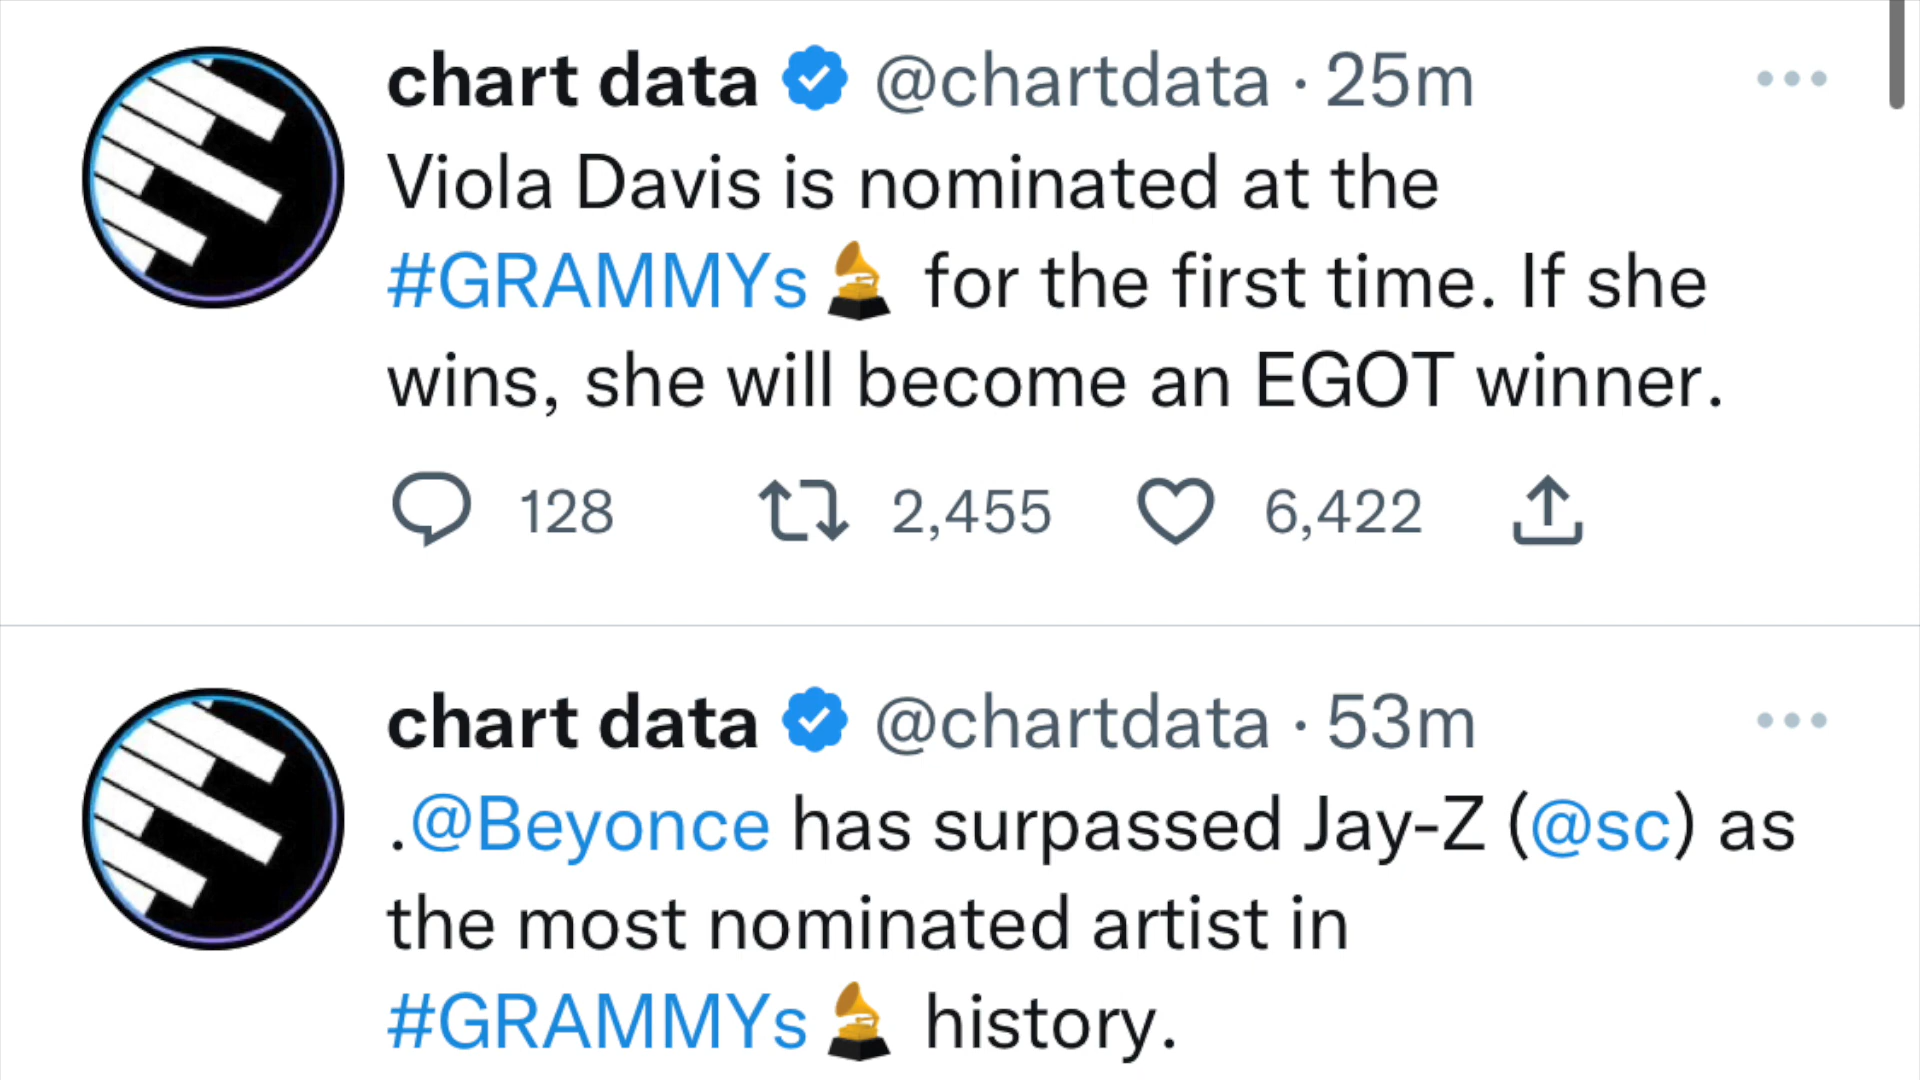 chart data @chartdata · 25m
Viola Davis is nominated at the
#GRAMMYs for the first time. If she
wins, she will become an EGOT winner.
128 2,455 6,422
chart data @chartdata · 53m
.@Beyonce has surpassed Jay-Z (@sc) as
the most nominated artist in
#GRAMMYs history.